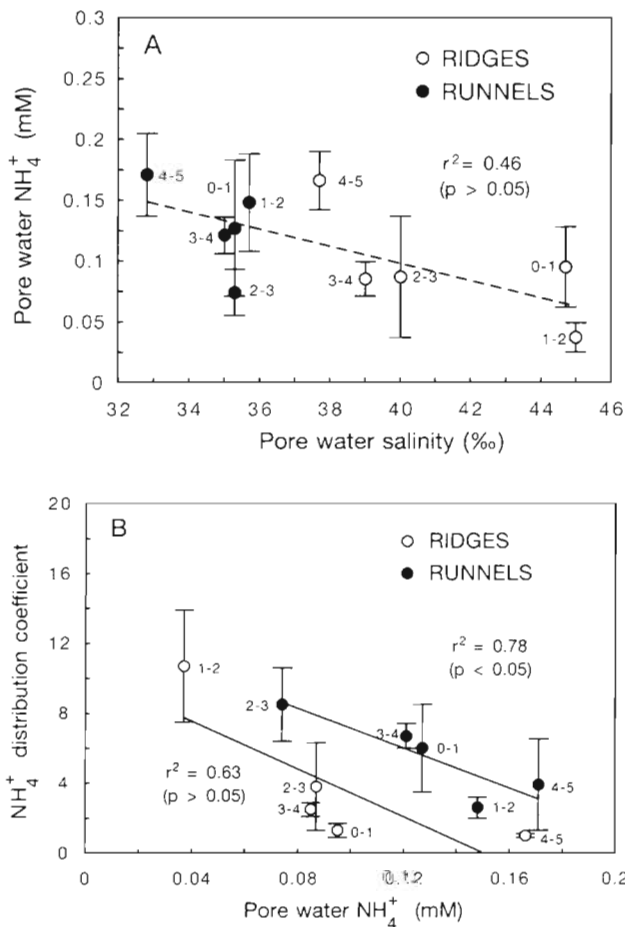 0.3
A
RIDGES
RUNNELS
0.25
r² = 0.46
(p > 0.05)
0.2
4-5
0-1
1-2
4-5
0.15
3-4
2-3
3-4
2-3
0-1
0.1
1-2
0.05
0
Pore water NH₄⁺ (mM)
32 34 36 38 40 42 44 46
Pore water salinity (‰)
20
B
RIDGES
RUNNELS
16
r² = 0.78
(p < 0.05)
12
1-2
2-3
3-4
0-1
8
r² = 0.63
(p > 0.05)
2-3
3-4
0-1
1-2
4-5
4-5
4
0
NH₄⁺ distribution coefficient
0 0.04 0.08 0.12 0.16 0.2
Pore water NH₄⁺ (mM)